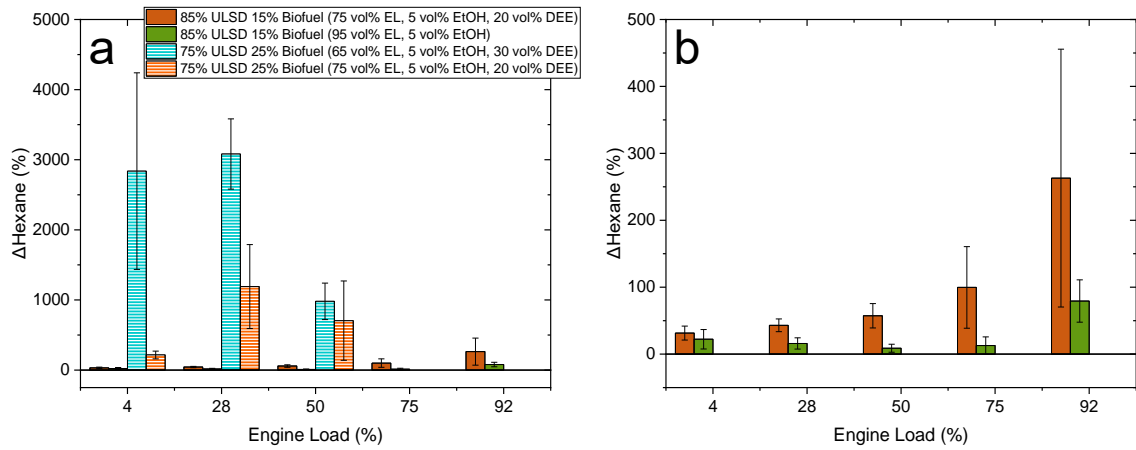 a
85% ULSD 15% Biofuel (75 vol% EL, 5 vol% EtOH, 20 vol% DEE)
85% ULSD 15% Biofuel (95 vol% EL, 5 vol% EtOH)
75% ULSD 25% Biofuel (65 vol% EL, 5 vol% EtOH, 30 vol% DEE)
75% ULSD 25% Biofuel (75 vol% EL, 5 vol% EtOH, 20 vol% DEE)
5000
4000
3000
2000
1000
0
ΔHexane (%)
4 28 50 75 92
Engine Load (%)
b
500
400
300
200
100
0
-50
ΔHexane (%)
4 28 50 75 92
Engine Load (%)